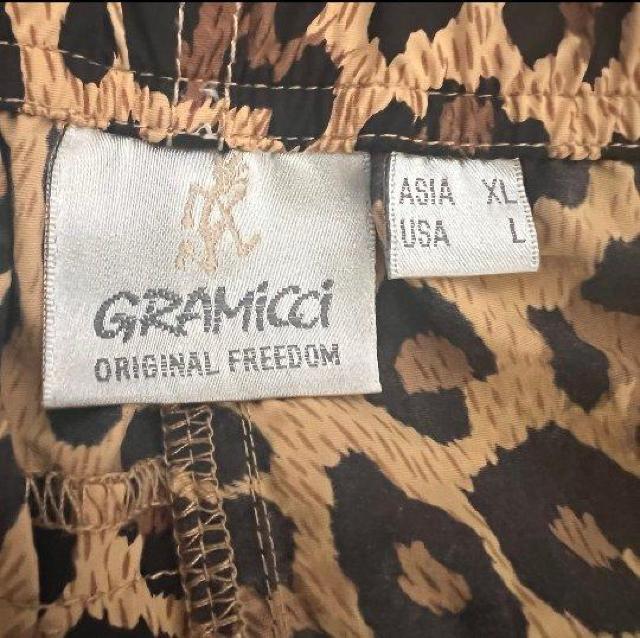 GRAMICCI
ORIGINAL FREEDOM
ASIA XL
USA L